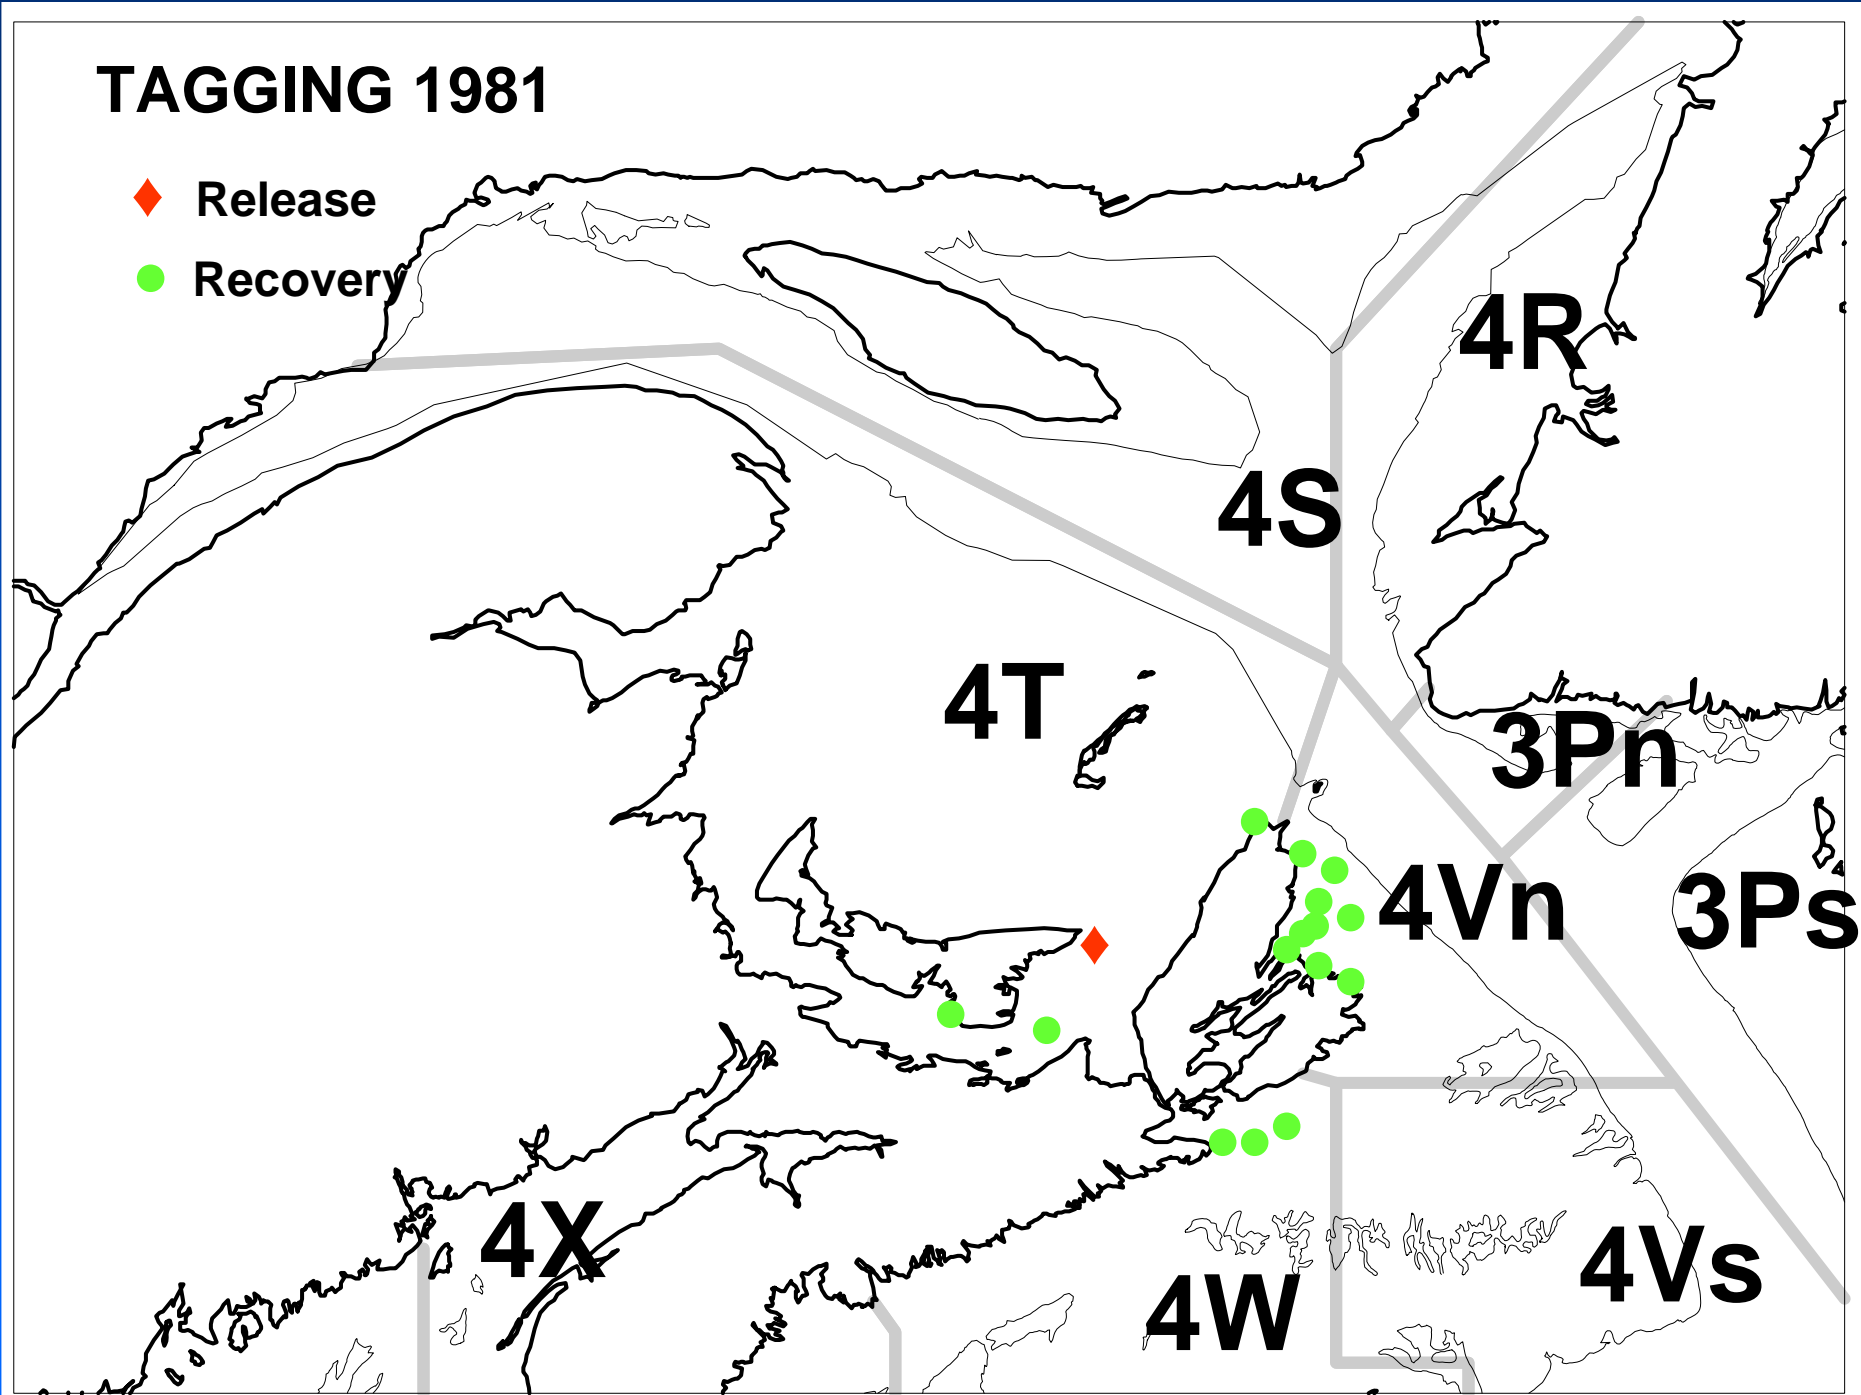 TAGGING 1981
Release
Recovery
4R
4S
4T
3Pn
4Vn
3Ps
4X
4W
4Vs